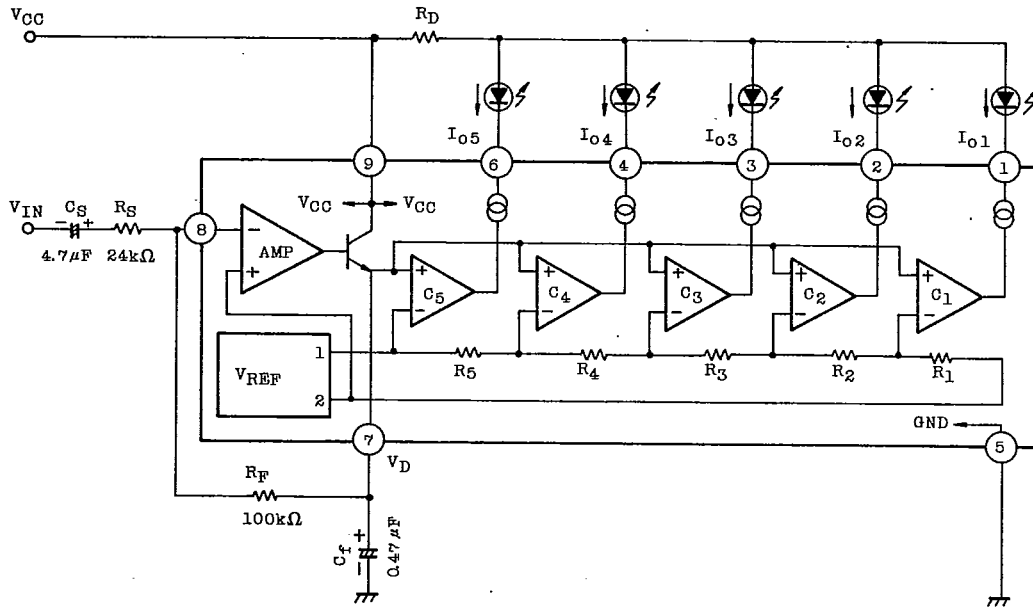 VCC
RD
Io5 Io4 Io3 Io2 Io1
9 6 4 3 2 1
VCC VCC
VIN CS RS 8
4.7μF 24kΩ
− + AMP
+ − C5
+ − C4
+ − C3
+ − C2
+ − C1
VREF 1 2
R5 R4 R3 R2 R1
GND
7 VD 5
RF
100kΩ
Cf + −
0.47μF